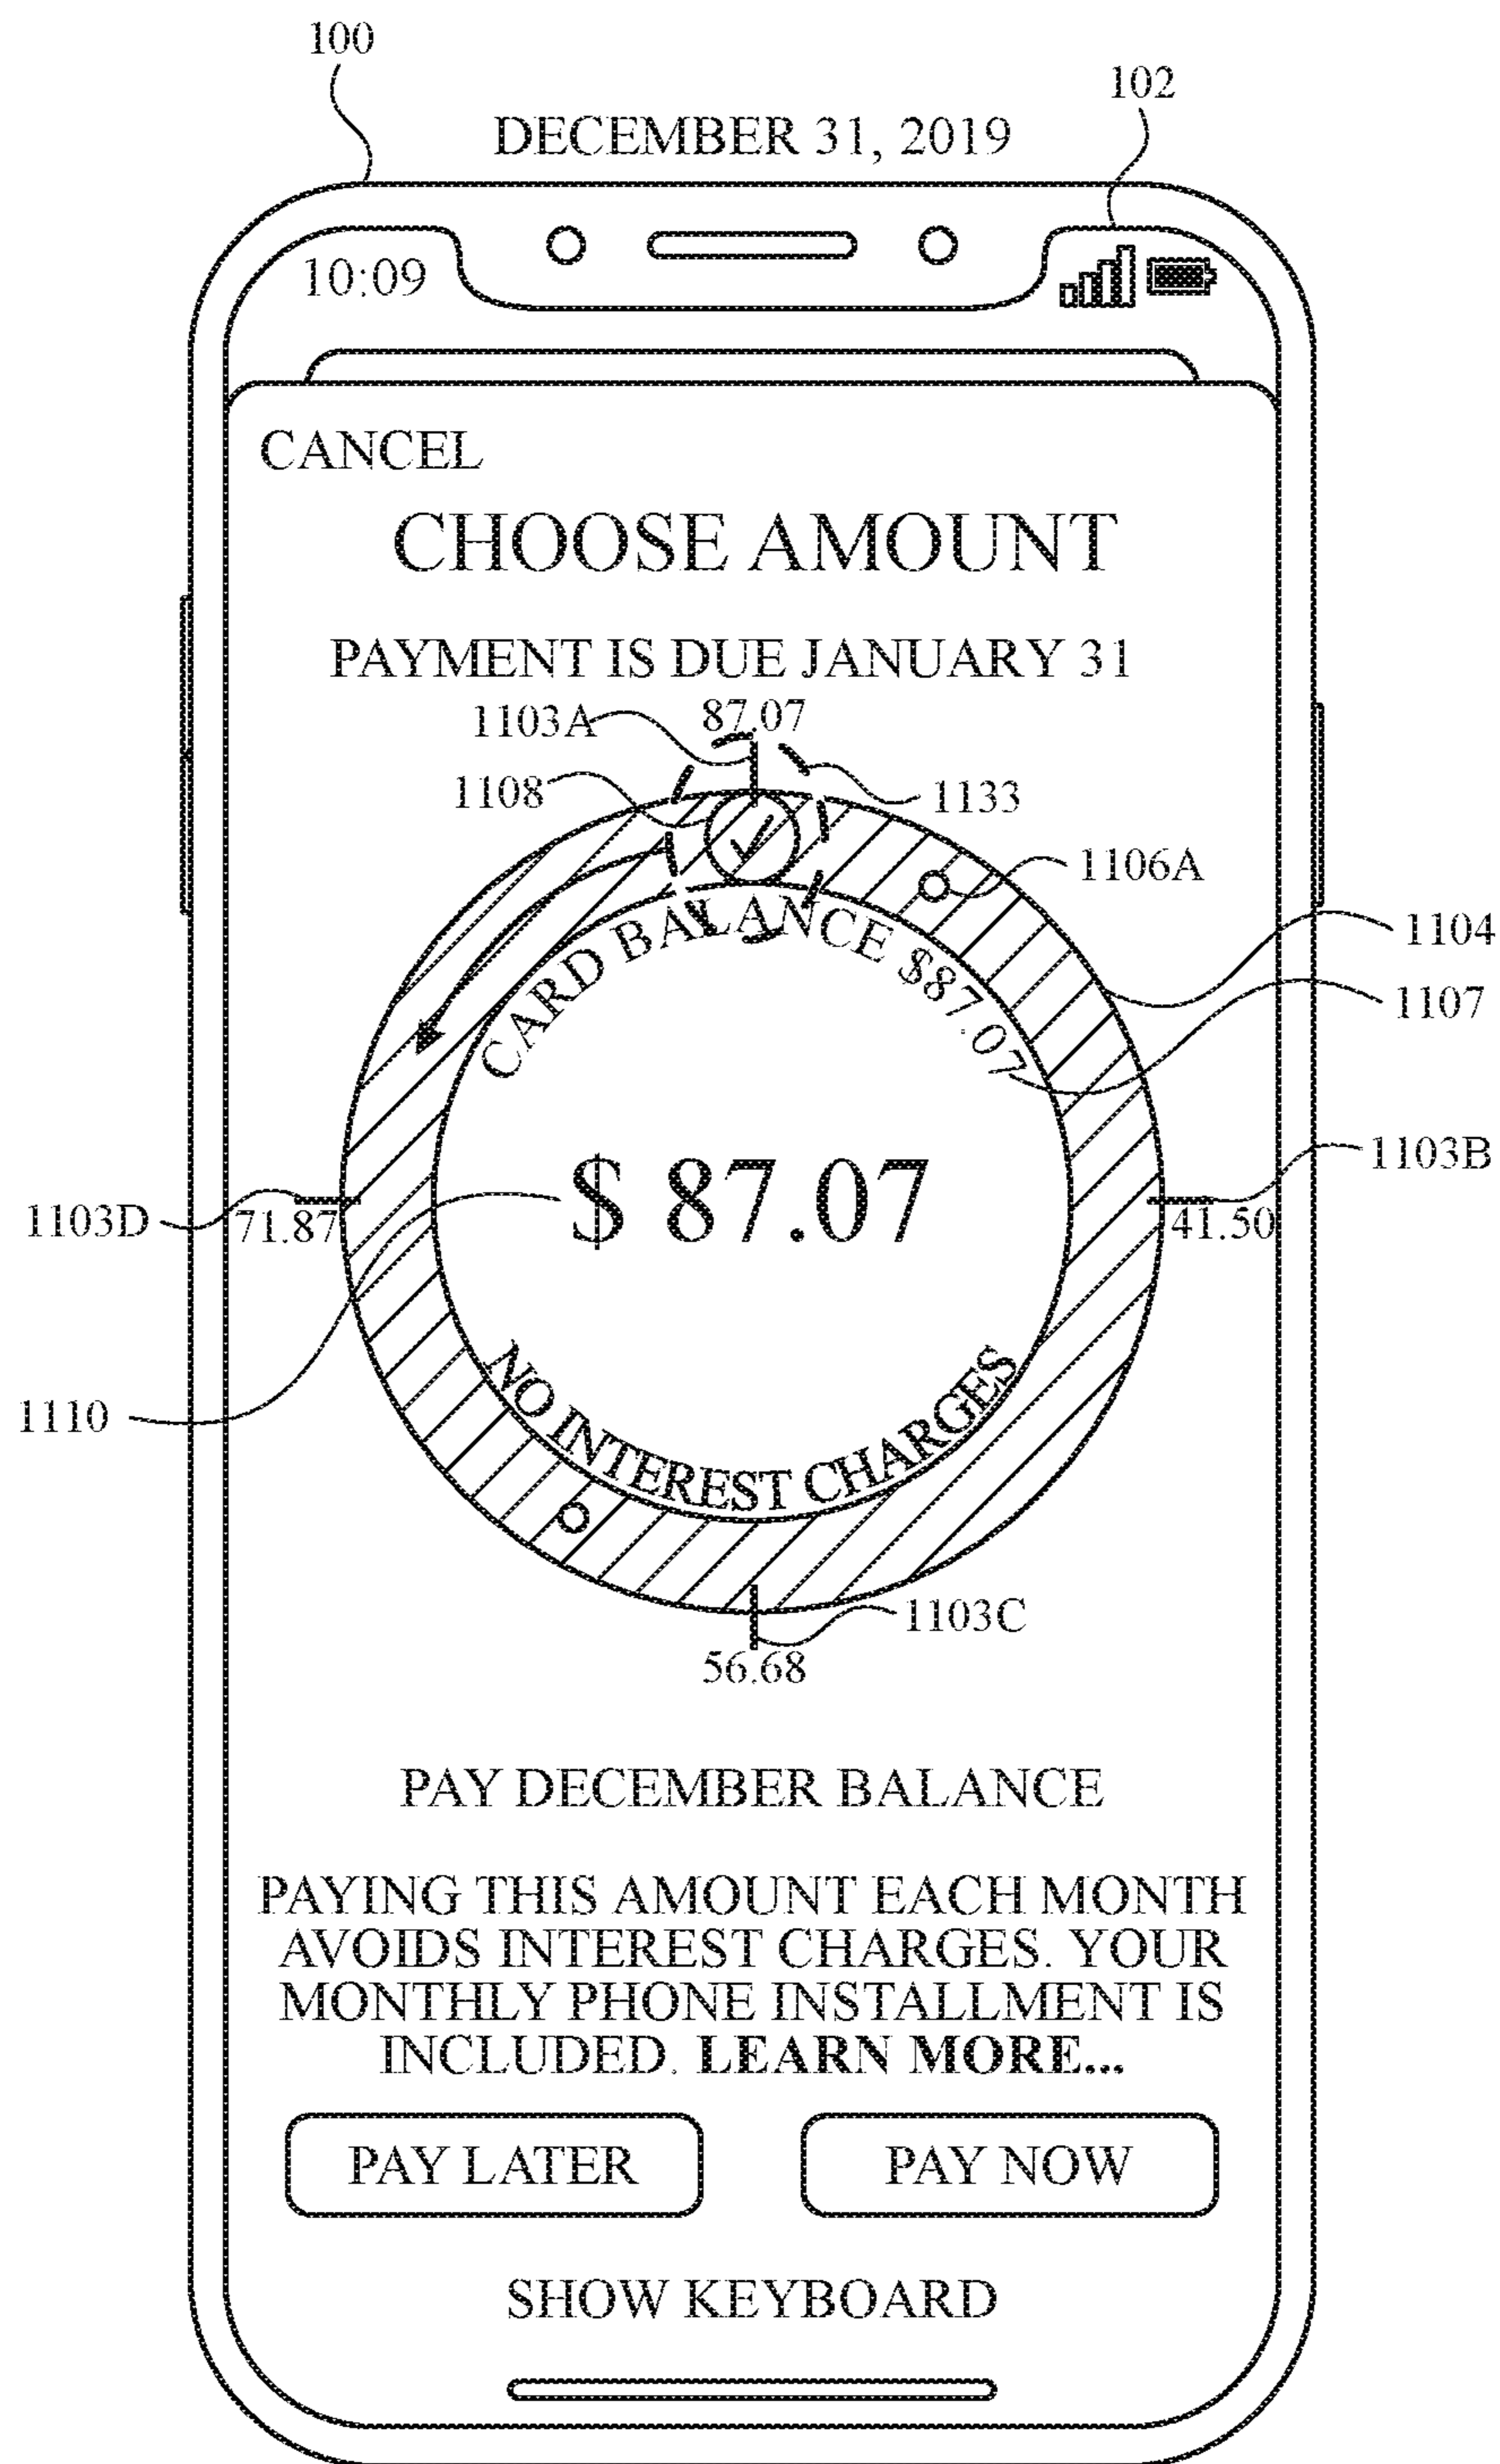 100
102
DECEMBER 31, 2019
10:09
CANCEL
CHOOSE AMOUNT
PAYMENT IS DUE JANUARY 31
1103A
87.07
1108
1133
1106A
1104
1107
CARD BALANCE $87.07
1103B
$ 87.07
1103D
71.87
41.50
1110
NO INTEREST CHARGES
1103C
56.68
PAY DECEMBER BALANCE
PAYING THIS AMOUNT EACH MONTH
AVOIDS INTEREST CHARGES. YOUR
MONTHLY PHONE INSTALLMENT IS
INCLUDED. LEARN MORE...
PAY LATER
PAY NOW
SHOW KEYBOARD